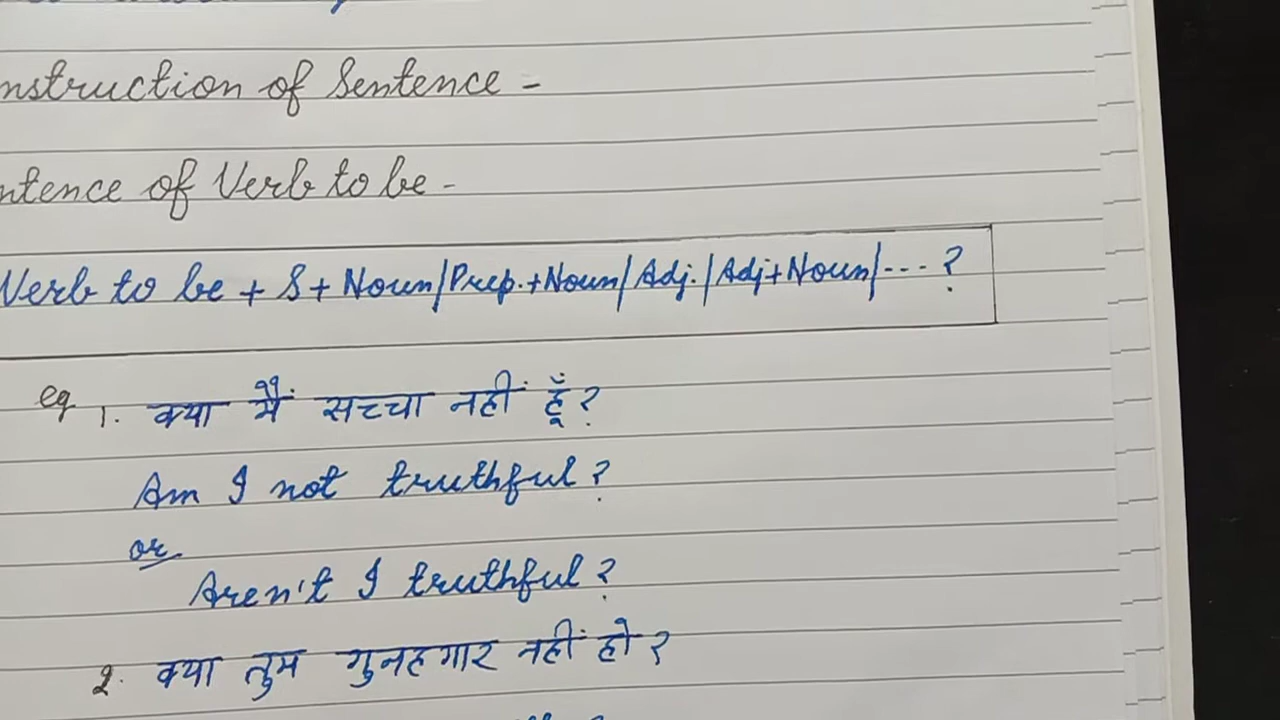 nstruction of Sentence -
ntence of Verb to be -
Verb to be + S + Noun/Prep.+Noun/Adj./Adj+Noun/--- ?
eg 1. क्या मैं सच्चा नहीं हूँ?
Am I not truthful?
or
Aren't I truthful?
2. क्या तुम गुनहगार नहीं हो?